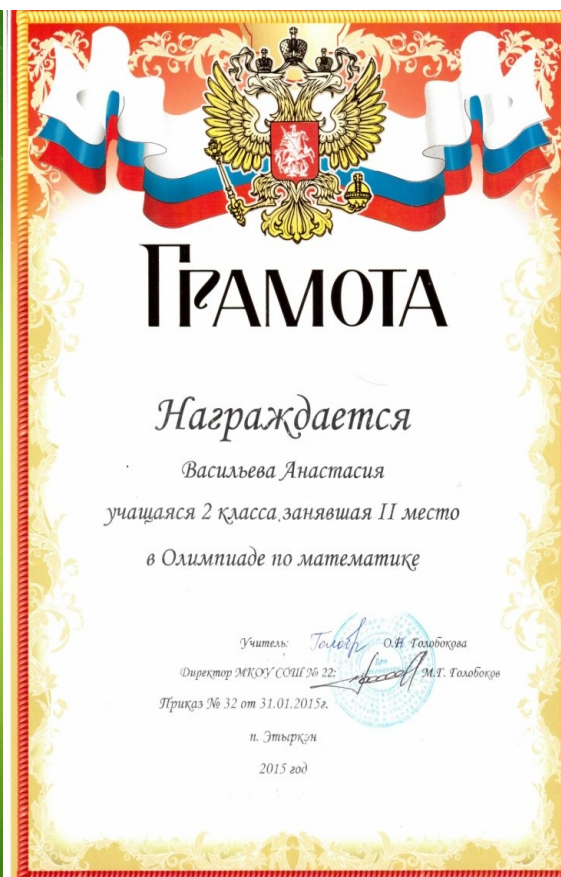 ГРАМОТА
Награждается
Васильева Анастасия
учащаяся 2 класса, занявшая II место
в Олимпиаде по математике
Учитель: О.Н. Голобокова
Директор МКОУ СОШ № 22: М.Г. Голобоков
Приказ № 32 от 31.01.2015г.
п. Этыркэн
2015 год